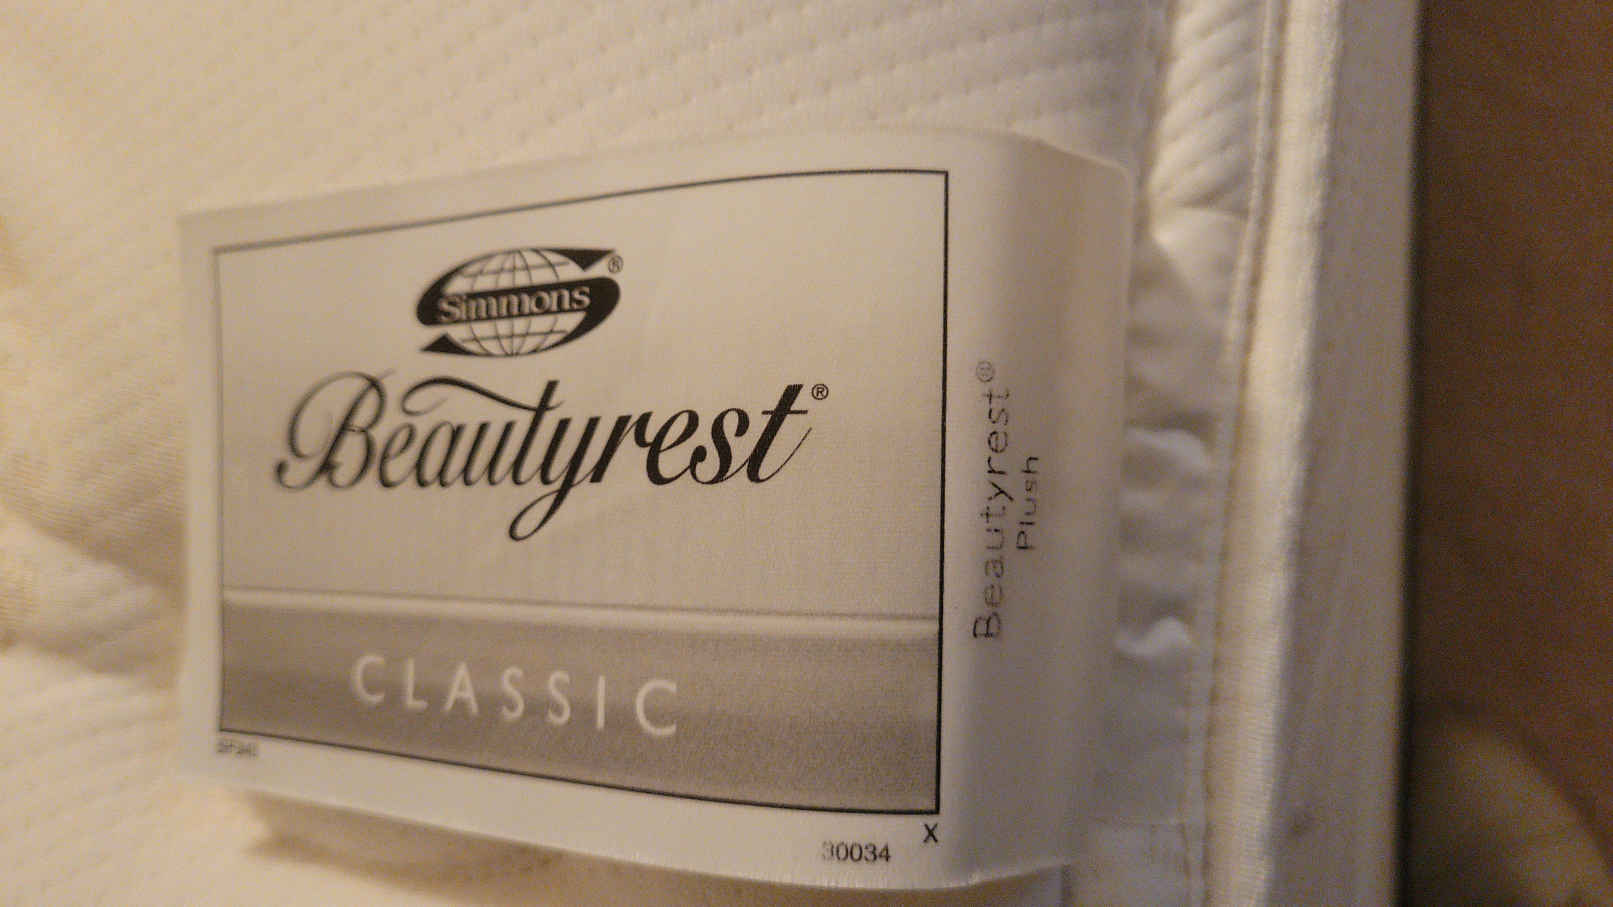 Simmons®
Beautyrest®
CLASSIC
X
30034
Beautyrest®
Plush